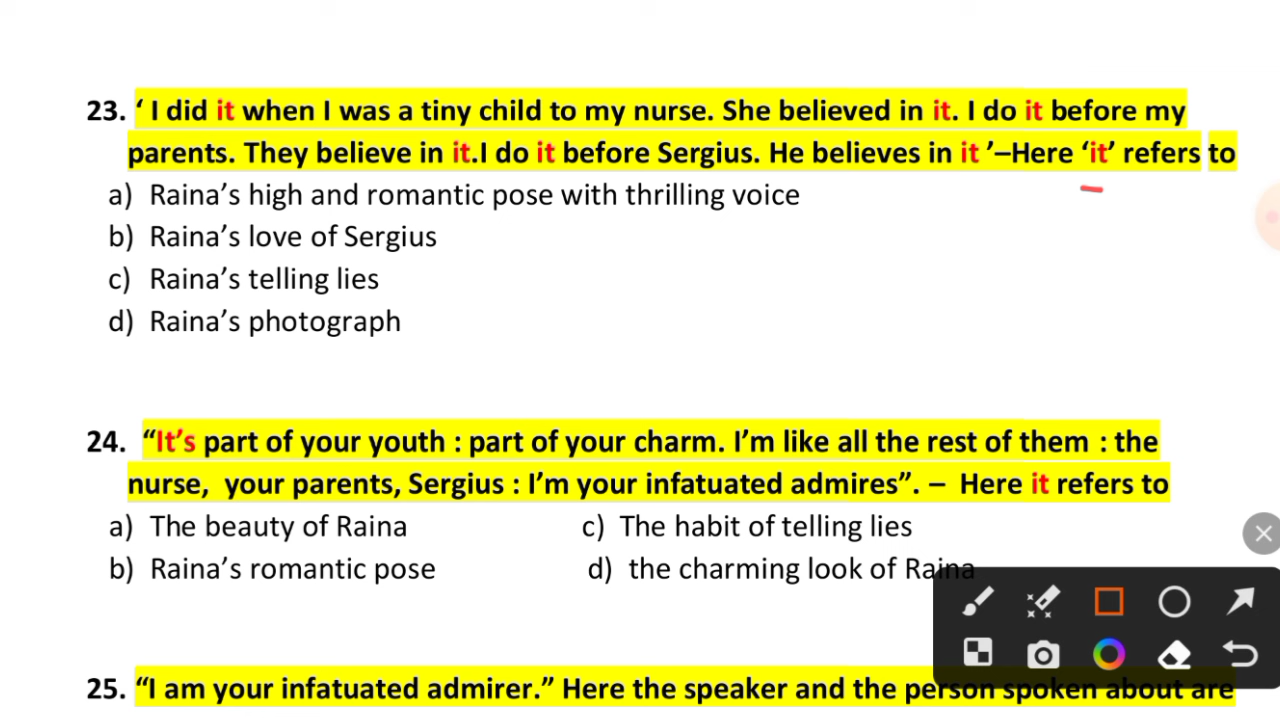 23. ‘ I did it when I was a tiny child to my nurse. She believed in it. I do it before my
parents. They believe in it.I do it before Sergius. He believes in it ’–Here ‘it’ refers to
a) Raina’s high and romantic pose with thrilling voice
b) Raina’s love of Sergius
c) Raina’s telling lies
d) Raina’s photograph
24. “It’s part of your youth : part of your charm. I’m like all the rest of them : the
nurse, your parents, Sergius : I’m your infatuated admires”. – Here it refers to
a) The beauty of Raina c) The habit of telling lies
b) Raina’s romantic pose d) the charming look of Raina
25. “I am your infatuated admirer.” Here the speaker and the person spoken about are